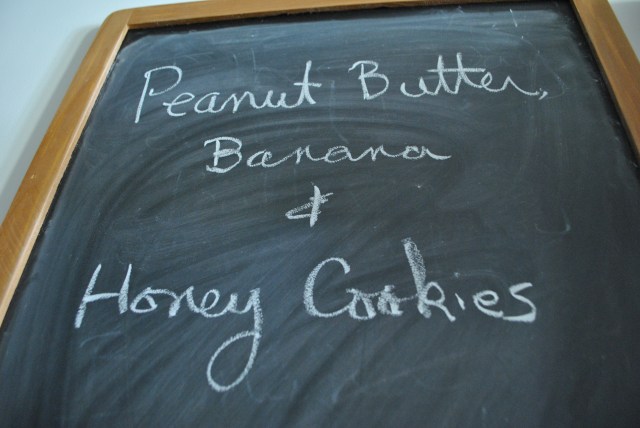 Peanut Butter,
Banana
&
Honey Cookies